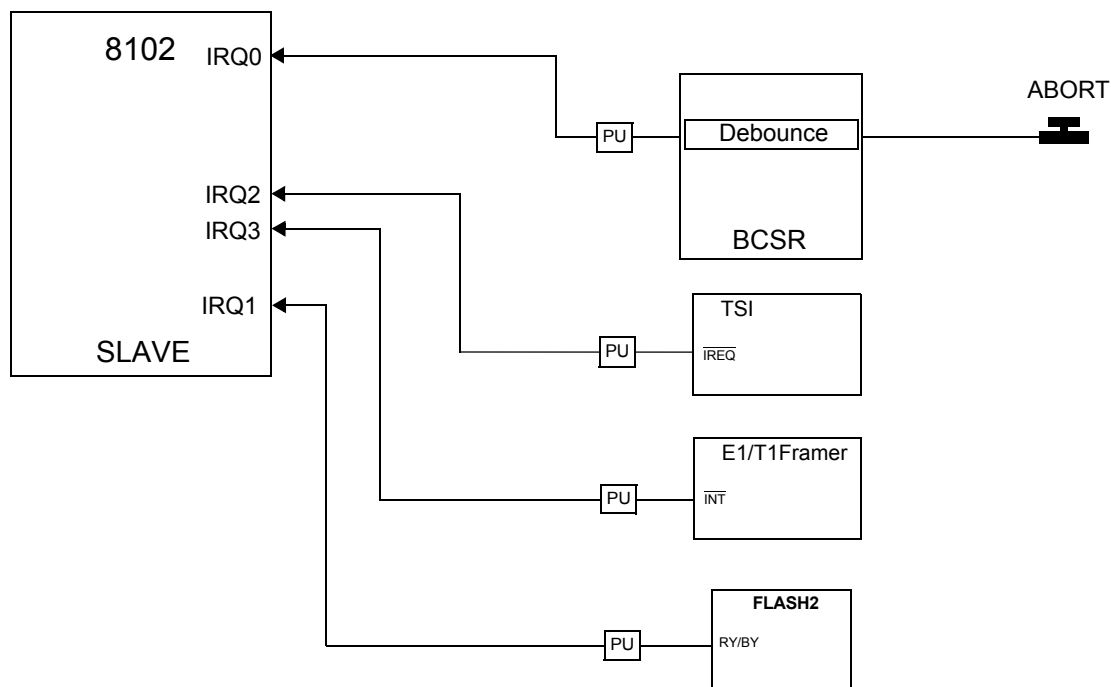 8102
IRQ0
IRQ2
IRQ3
IRQ1
SLAVE
PU
Debounce
BCSR
ABORT
PU
TSI
IREQ
PU
E1/T1Framer
INT
PU
FLASH2
RY/BY